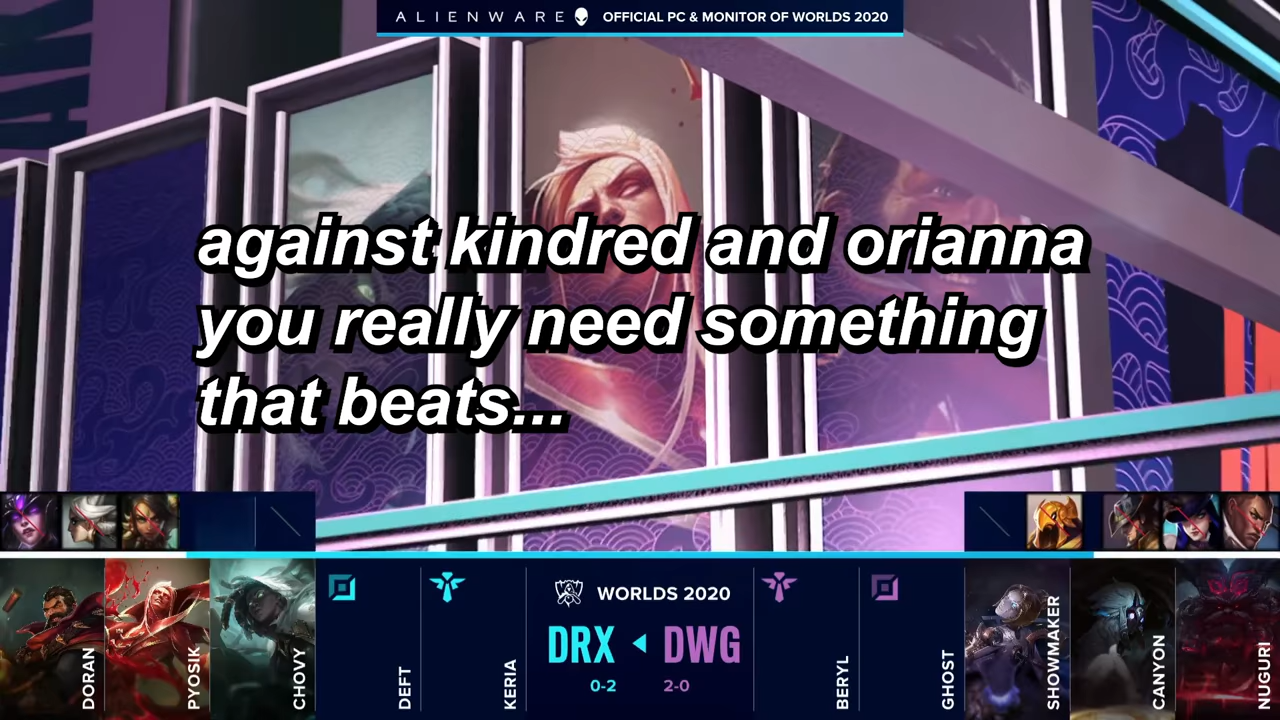 ALIENWARE OFFICIAL PC & MONITOR OF WORLDS 2020
against kindred and orianna
you really need something
that beats...
DORAN
PYOSIK
CHOVY
DEFT
KERIA
WORLDS 2020
DRX DWG
0-2 2-0
BERYL
GHOST
SHOWMAKER
CANYON
NUGURI